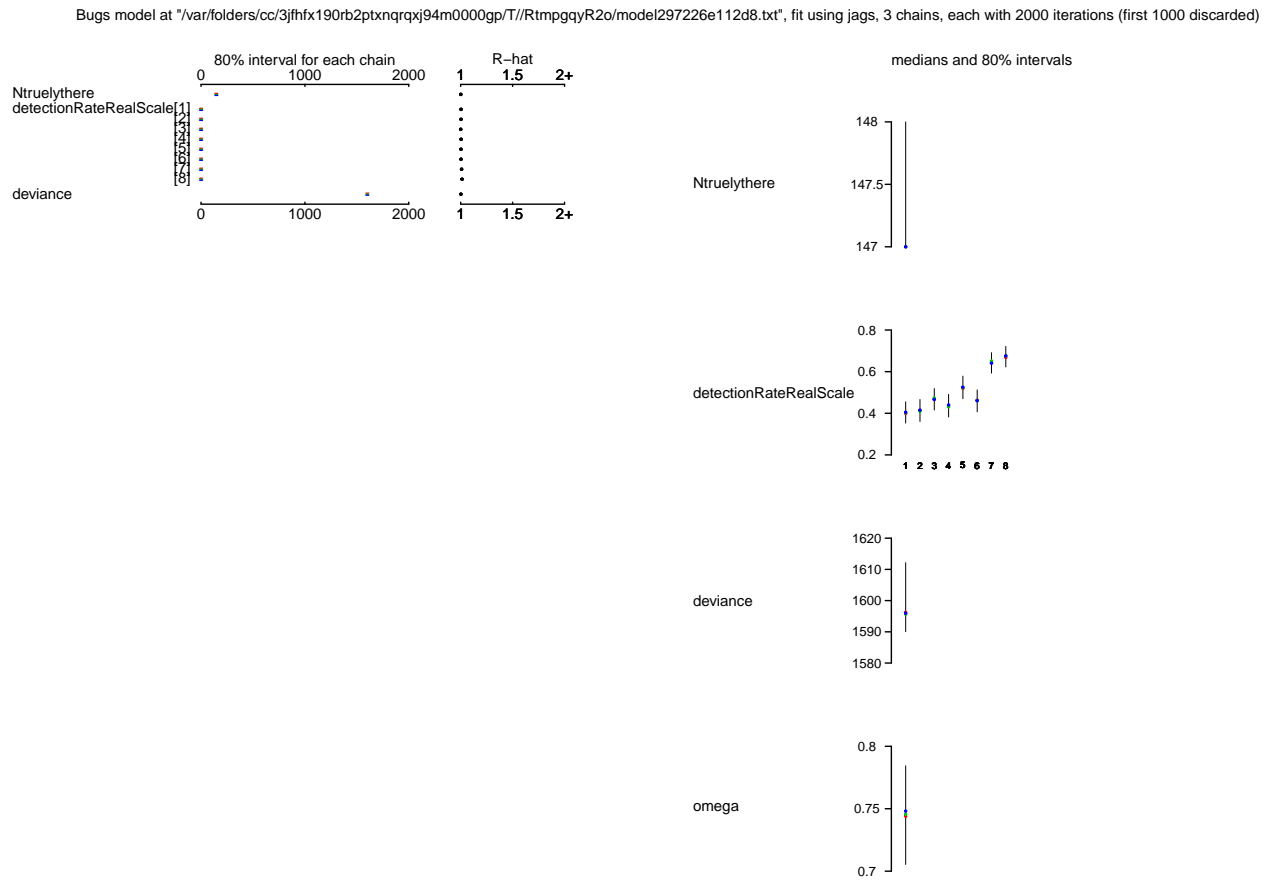 Bugs model at "/var/folders/cc/3jfhfx190rb2ptxnqrqxj94m0000gp/T//RtmpgqyR2o/model297226e112d8.txt", fit using jags, 3 chains, each with 2000 iterations (first 1000 discarded)
80% interval for each chain R−hat medians and 80% intervals
0 1000 2000 1 1.5 2+
Ntruelythere
detectionRateRealScale[1]
[2]
[3]
[4]
[5]
[6]
[7]
[8]
deviance
0 1000 2000 1 1.5 2+
148
Ntruelythere 147.5
147
0.8
0.6
detectionRateRealScale
0.4
0.2
1 2 3 4 5 6 7 8
1620
1610
deviance 1600
1590
1580
0.8
omega 0.75
0.7